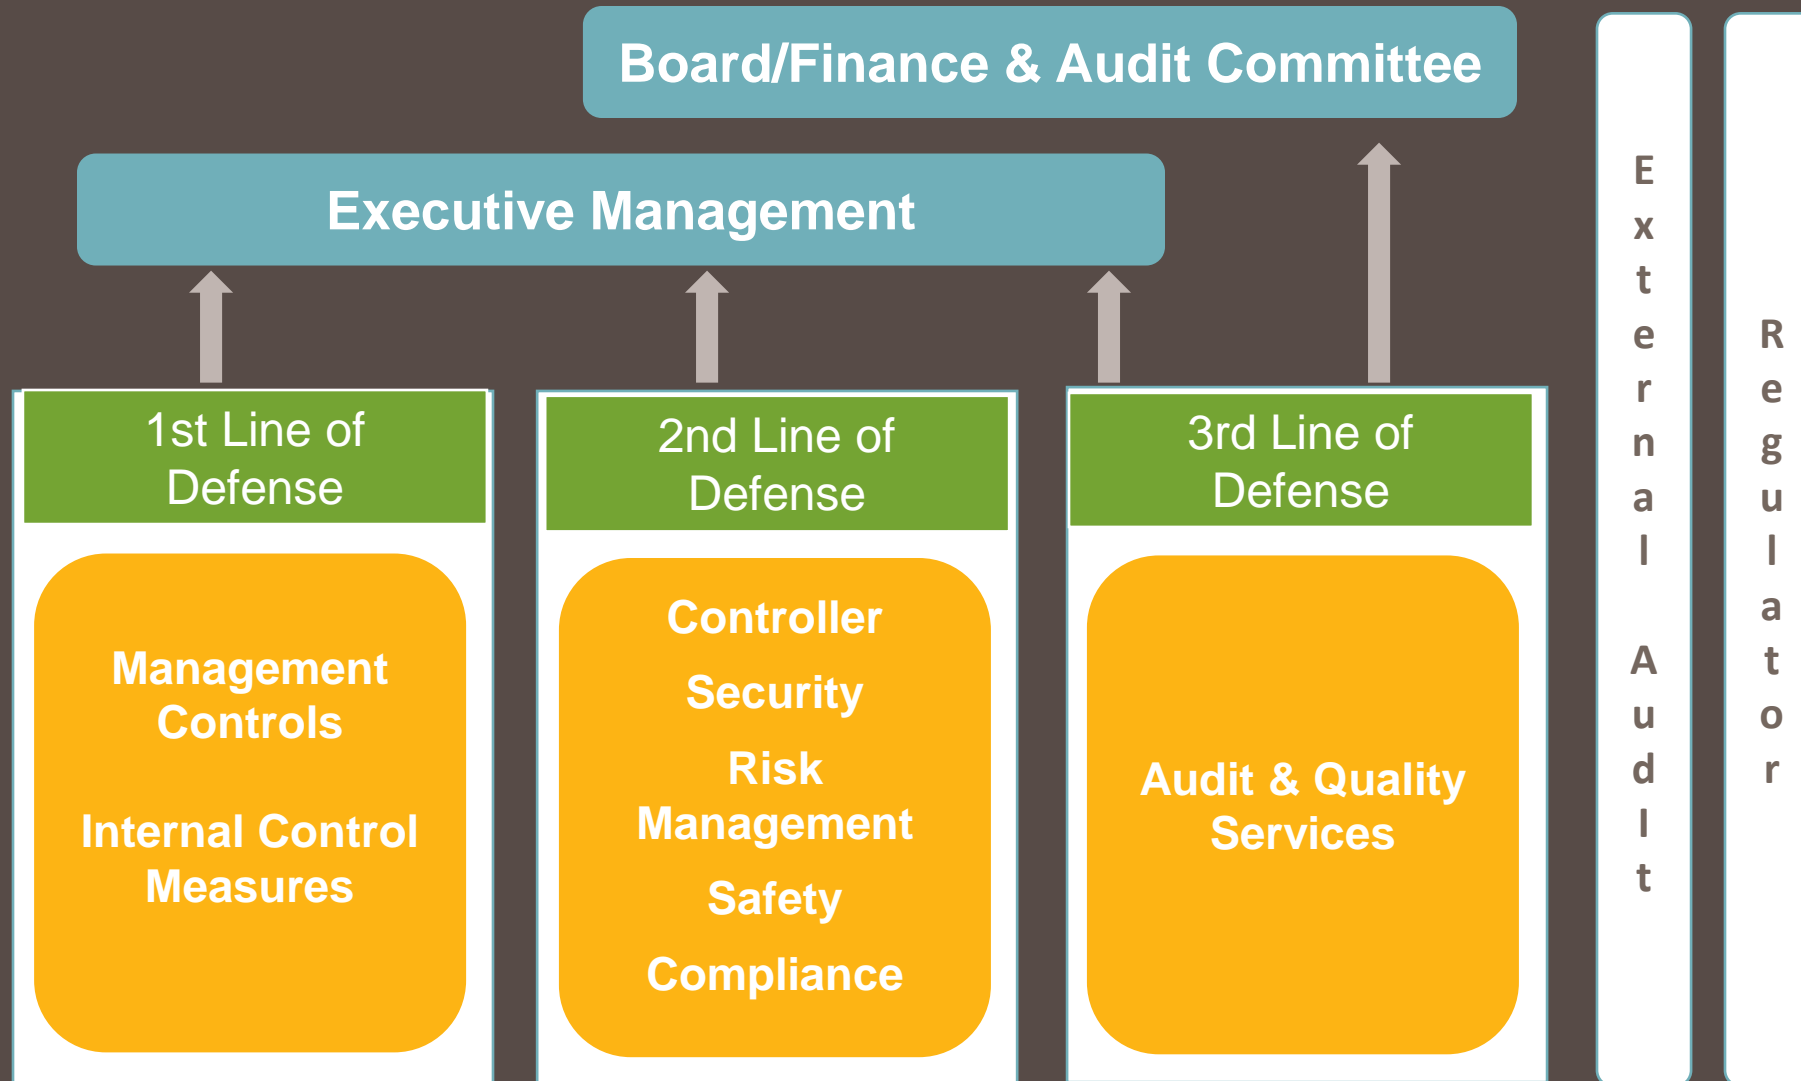 Board/Finance & Audit Committee
Executive Management
1st Line of
Defense
Management
Controls
Internal Control
Measures
2nd Line of
Defense
Controller
Security
Risk
Management
Safety
Compliance
3rd Line of
Defense
Audit & Quality
Services
External AudIt
Regulator